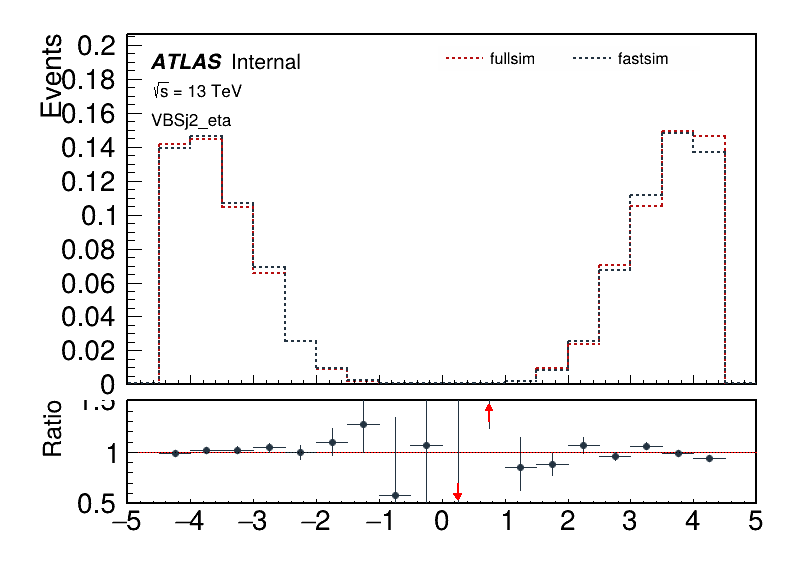 Events
0.2
0.18
0.16
0.14
0.12
0.1
0.08
0.06
0.04
0.02
0
ATLAS Internal
√s = 13 TeV
VBSj2_eta
fullsim
fastsim
Ratio
1.5
1
0.5
−5 −4 −3 −2 −1 0 1 2 3 4 5